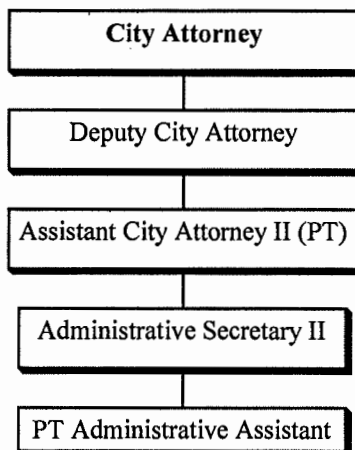 City Attorney
Deputy City Attorney
Assistant City Attorney II (PT)
Administrative Secretary II
PT Administrative Assistant